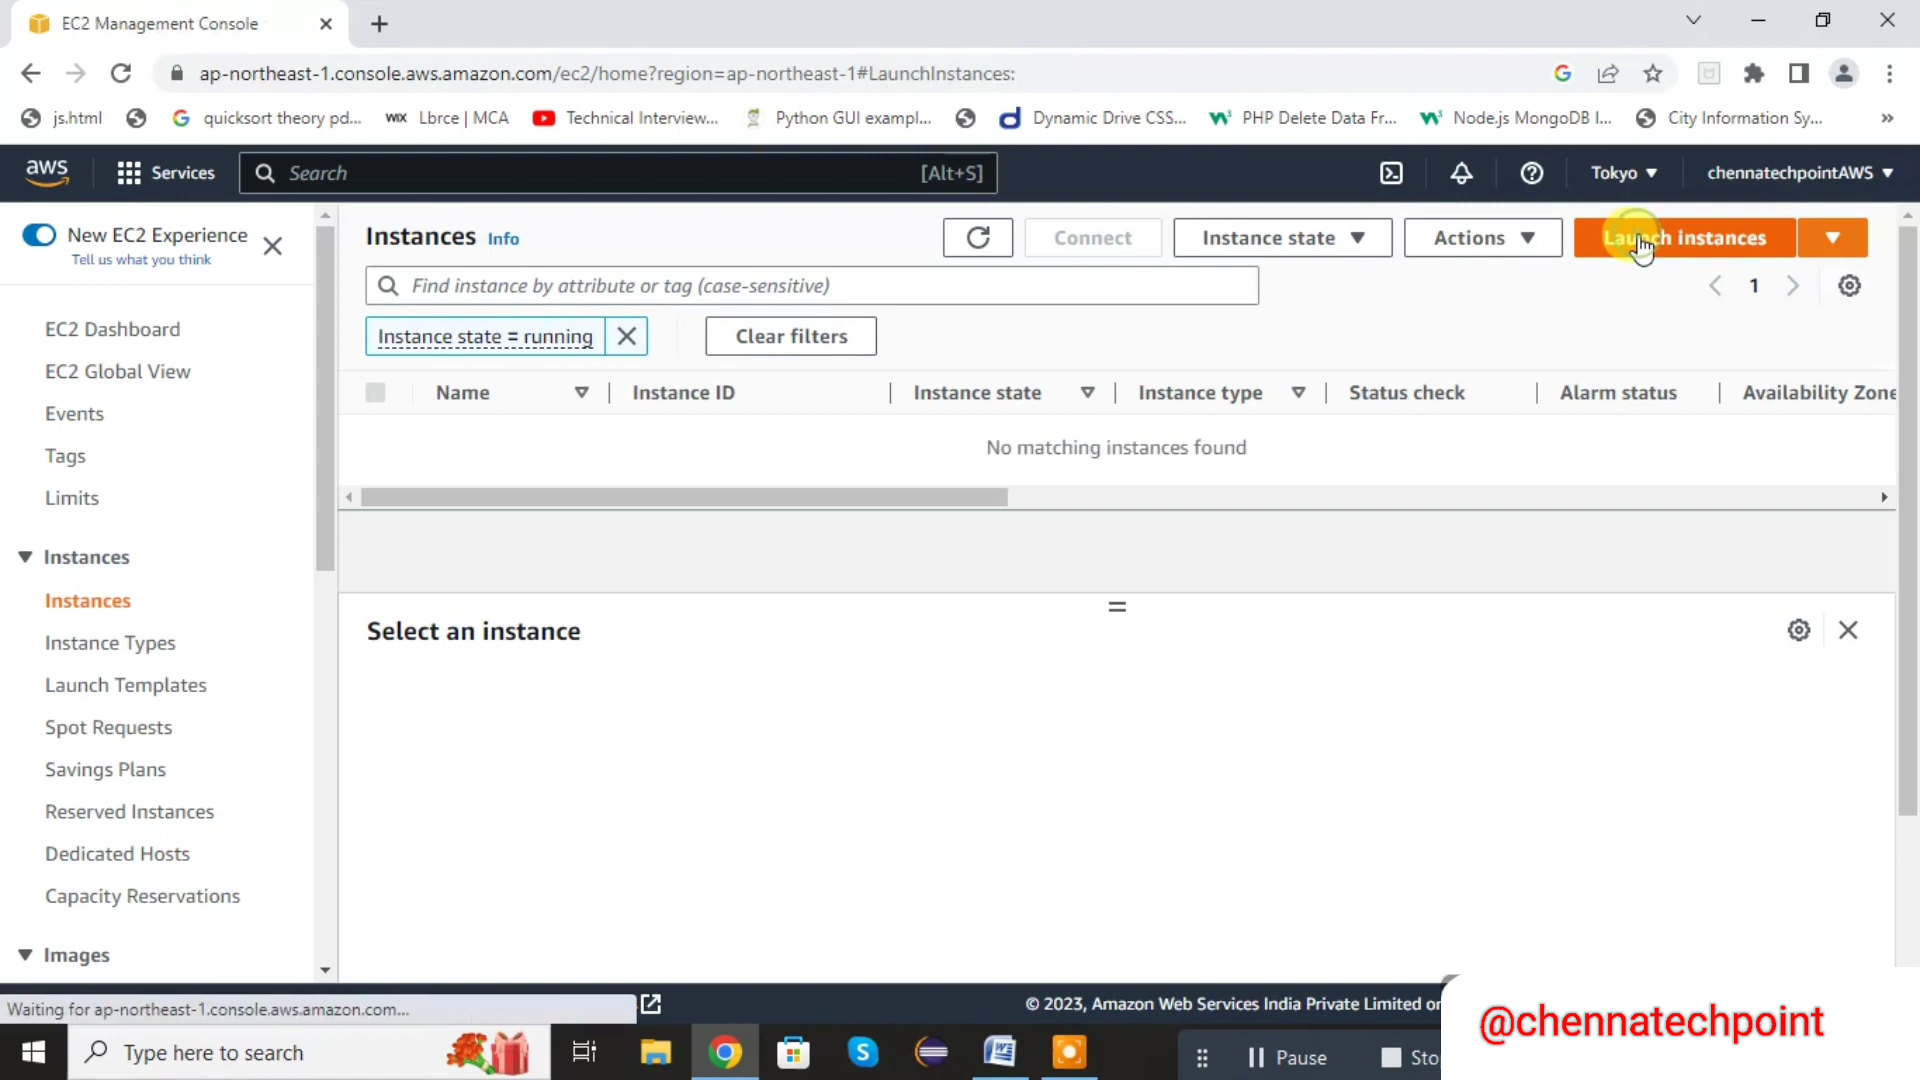 EC2 Management Console
ap-northeast-1.console.aws.amazon.com/ec2/home?region=ap-northeast-1#LaunchInstances:
js.html
quicksort theory pd...
WIX Lbrce | MCA
Technical Interview...
Python GUI exampl...
Dynamic Drive CSS...
PHP Delete Data Fr...
Node.js MongoDB I...
City Information Sy...
»
aws
Services
Search
[Alt+S]
Tokyo
chennatechpointAWS
New EC2 Experience
Tell us what you think
EC2 Dashboard
EC2 Global View
Events
Tags
Limits
Instances
Instances
Instance Types
Launch Templates
Spot Requests
Savings Plans
Reserved Instances
Dedicated Hosts
Capacity Reservations
Images
Instances Info
Connect
Instance state
Actions
Launch instances
Find instance by attribute or tag (case-sensitive)
1
Instance state = running
Clear filters
Name
Instance ID
Instance state
Instance type
Status check
Alarm status
Availability Zone
No matching instances found
Select an instance
Waiting for ap-northeast-1.console.aws.amazon.com...
© 2023, Amazon Web Services India Private Limited or
Type here to search
Pause
Sto
@chennatechpoint